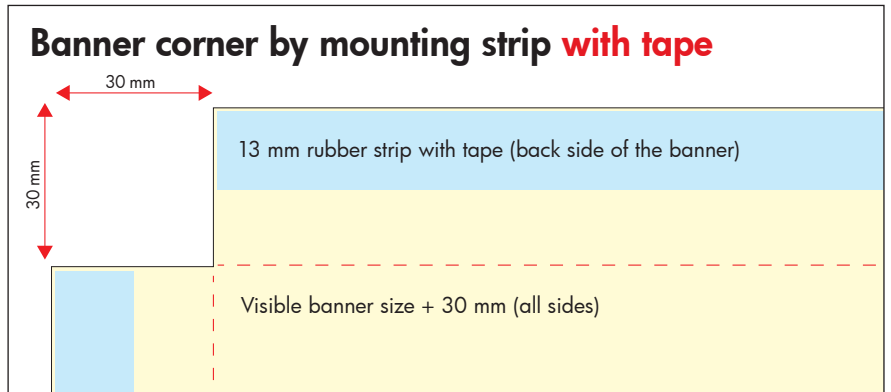 Banner corner by mounting strip with tape
30 mm
13 mm rubber strip with tape (back side of the banner)
30 mm
Visible banner size + 30 mm (all sides)